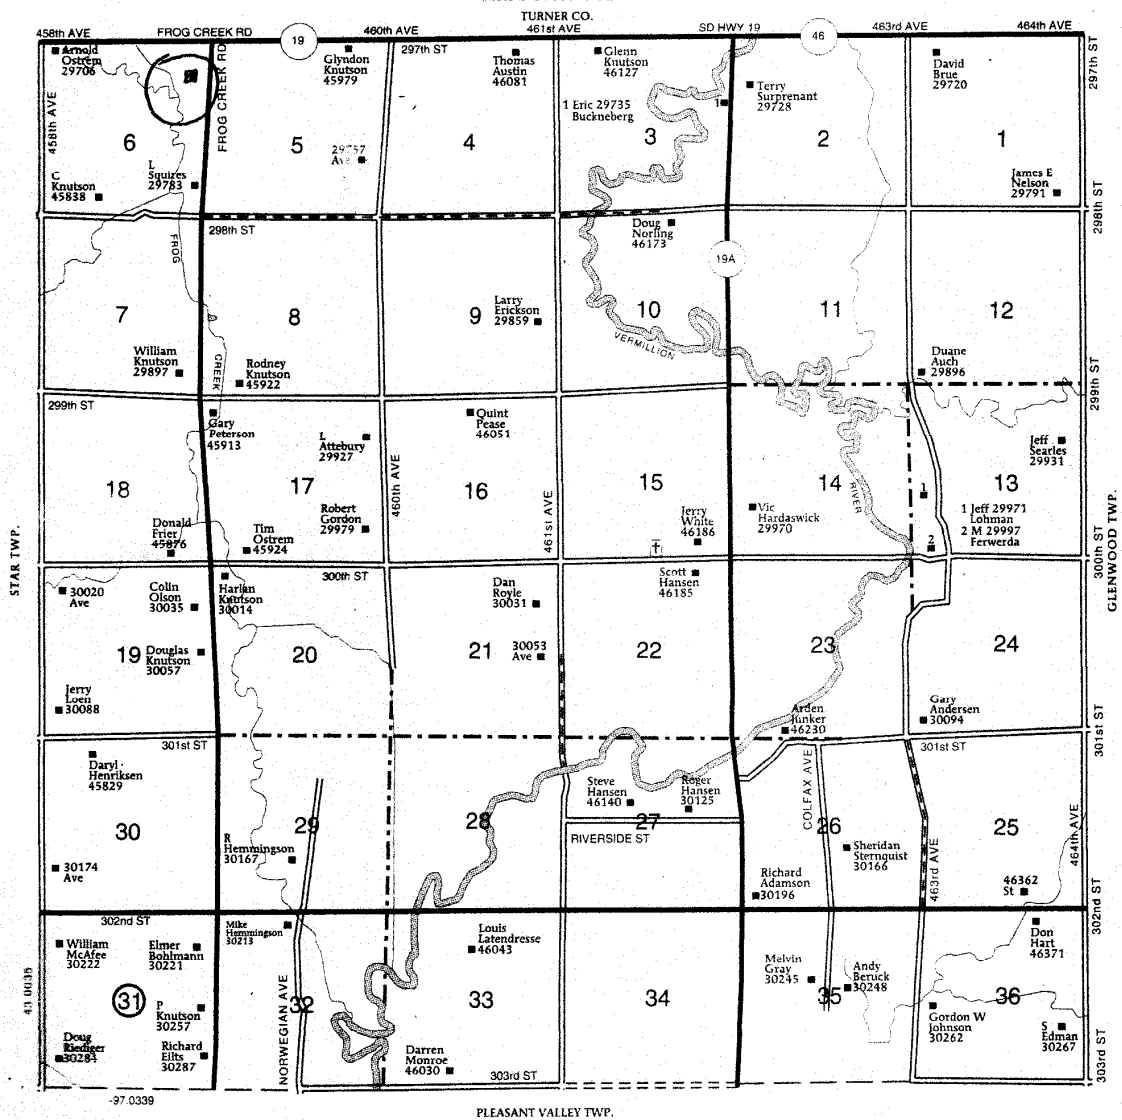 TURNER CO.
458th AVE
FROG CREEK RD
19
460th AVE
461st AVE
SD HWY 19
46
463rd AVE
464th AVE
297th ST
297th ST
Arnold
Ostrem
29706
Glyndon
Knutson
45979
Thomas
Austin
46081
Glenn
Knutson
46127
1 Eric 29735
Buckneberg
1
Terry
Surprenant
29728
David
Brue
29720
458th AVE
FROG CREEK RD
6
5
4
3
2
1
29757
Ave
C
Knutson
45838
L
Squires
29783
James E
Nelson
29791
298th ST
298th ST
FROG
Doug
Norling
46173
19A
7
8
9
10
11
12
Larry
Erickson
29859
VERMILLION
William
Knutson
29897
CREEK
Rodney
Knutson
45922
Duane
Auch
29896
299th ST
299th ST
Gary
Peterson
45913
L
Attebury
29927
Quint
Pease
46051
Jeff
Searles
29931
18
17
16
15
14
13
460th AVE
461st AVE
RIVER
1
2
1 Jeff 29971
Lohman
2 M 29997
Ferwerda
Donald
Frier
45876
Tim
Ostrem
45924
Robert
Gordon
29979
Jerry
White
46186
Vic
Hardaswick
29970
STAR TWP.
GLENWOOD TWP.
300th ST
300th ST
30020
Ave
Colin
Olson
30035
Harlan
Knutson
30014
Dan
Royle
30031
Scott
Hansen
46185
19
Douglas
Knutson
30057
20
21
30053
Ave
22
23
24
Jerry
Loen
30088
Arden
Junker
46230
Gary
Andersen
30094
301st ST
301st ST
301st ST
Daryl
Henriksen
45829
Steve
Hansen
46140
Roger
Hansen
30125
COLFAX AVE
30
29
28
27
26
25
R
Hemmingson
30167
RIVERSIDE ST
Sheridan
Sternquist
30166
463rd AVE
464th AVE
30174
Ave
Richard
Adamson
30196
46362
St
302nd ST
302nd ST
Mike
Hemmingson
30213
William
McAfee
30222
Elmer
Bohlmann
30221
Louis
Latendresse
46043
Don
Hart
46371
Melvin
Gray
30245
Andy
Beruck
30248
31
P
Knutson
30257
32
33
34
35
36
NORWEGIAN AVE
Gordon W
Johnson
30262
S
Edman
30267
Doug
Riediger
30284
Richard
Eilts
30287
Darren
Monroe
46030
303rd ST
303rd ST
-97.0339
PLEASANT VALLEY TWP.